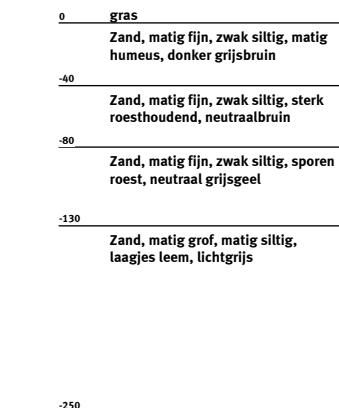 0 gras
Zand, matig fijn, zwak siltig, matig
humeus, donker grijsbruin
-40
Zand, matig fijn, zwak siltig, sterk
roesthoudend, neutraalbruin
-80
Zand, matig fijn, zwak siltig, sporen
roest, neutraal grijsgeel
-130
Zand, matig grof, matig siltig,
laagjes leem, lichtgrijs
-250